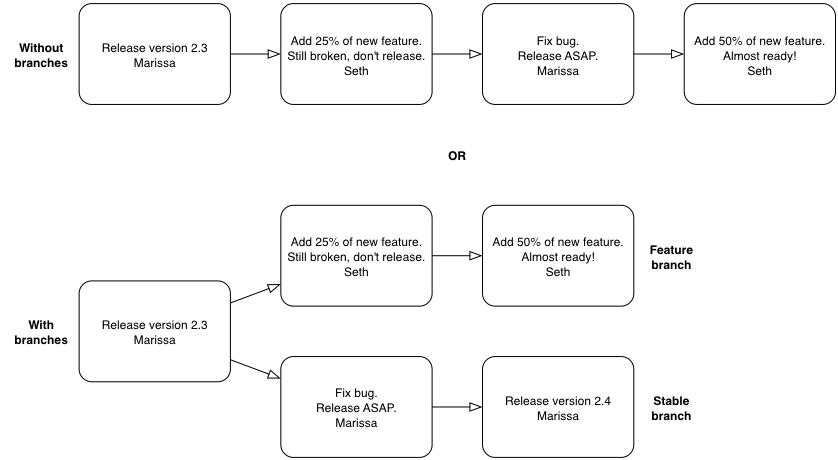 Without
branches
Release version 2.3
Marissa
Add 25% of new feature.
Still broken, don't release.
Seth
Fix bug.
Release ASAP.
Marissa
Add 50% of new feature.
Almost ready!
Seth
OR
With
branches
Release version 2.3
Marissa
Add 25% of new feature.
Still broken, don't release.
Seth
Add 50% of new feature.
Almost ready!
Seth
Feature
branch
Fix bug.
Release ASAP.
Marissa
Release version 2.4
Marissa
Stable
branch